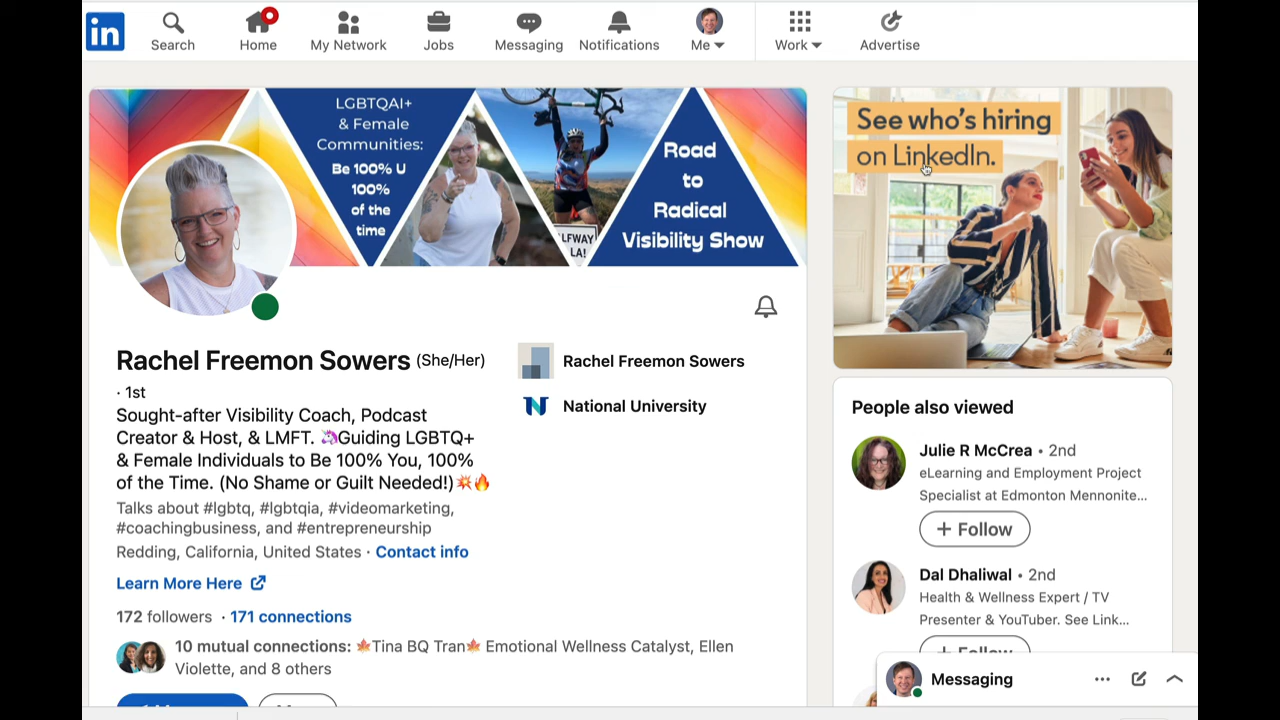 in
Search
Home
My Network
Jobs
Messaging
Notifications
Me
Work
Advertise
LGBTQAI+
& Female
Communities:
Be 100% U
100%
of the
time
LFWAY
LA!
Road
to
Radical
Visibility Show
See who's hiring
on LinkedIn.
Rachel Freemon Sowers (She/Her)
· 1st
Sought-after Visibility Coach, Podcast
Creator & Host, & LMFT. 🦄Guiding LGBTQ+
& Female Individuals to Be 100% You, 100%
of the Time. (No Shame or Guilt Needed!)💥🔥
Talks about #lgbtq, #lgbtqia, #videomarketing,
#coachingbusiness, and #entrepreneurship
Redding, California, United States · Contact info
Learn More Here
172 followers · 171 connections
10 mutual connections: 🍁Tina BQ Tran🍁 Emotional Wellness Catalyst, Ellen
Violette, and 8 others
Rachel Freemon Sowers
N National University
People also viewed
Julie R McCrea • 2nd
eLearning and Employment Project
Specialist at Edmonton Mennonite...
+ Follow
Dal Dhaliwal • 2nd
Health & Wellness Expert / TV
Presenter & YouTuber. See Link...
+ Follow
Messaging